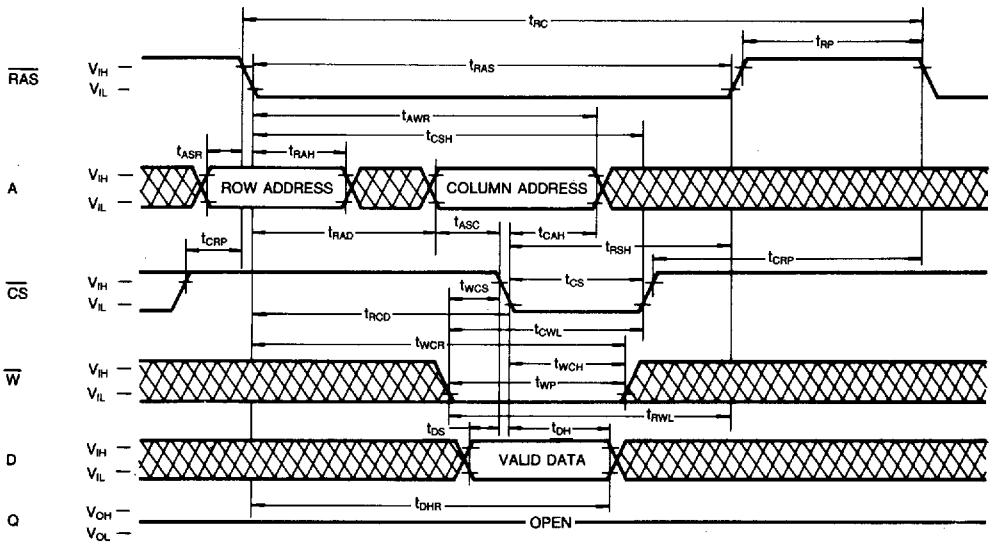 tRC
tRP
RAS
VIH
VIL
tRAS
tAWR
tCSH
tASR
tRAH
A
VIH
VIL
ROW ADDRESS
COLUMN ADDRESS
tRAD
tASC
tCAH
tRSH
tCRP
tCRP
CS
VIH
VIL
tWCS
tCS
tRCD
tCWL
tWCR
W
VIH
VIL
tWCH
tWP
tRWL
tDS
tDH
D
VIH
VIL
VALID DATA
tDHR
Q
VOH
VOL
OPEN